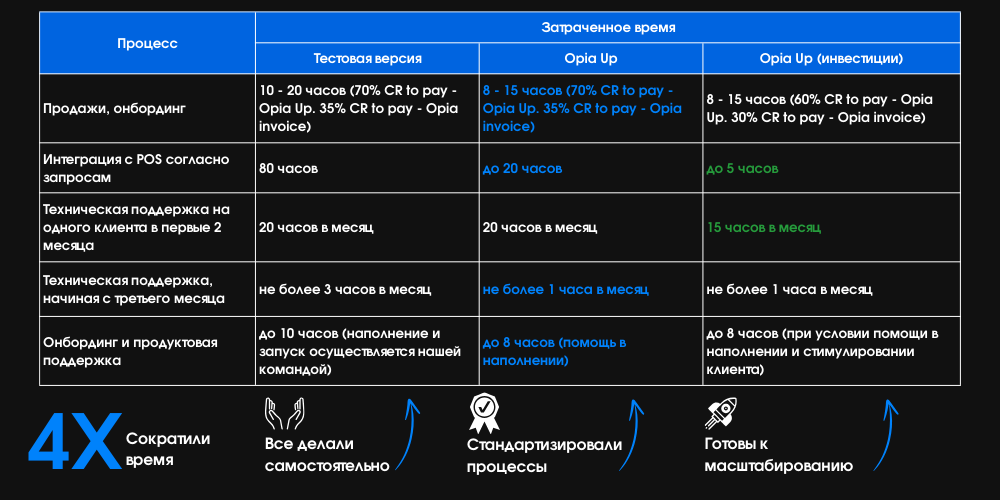 Процесс
Затраченное время
Тестовая версия
Opia Up
Opia Up (инвестиции)
Продажи, онбординг
10 - 20 часов (70% CR to pay -
Opia Up. 35% CR to pay - Opia
invoice)
8 - 15 часов (70% CR to pay -
Opia Up. 35% CR to pay - Opia
invoice)
8 - 15 часов (60% CR to pay - Opia
Up. 30% CR to pay - Opia invoice)
Интеграция с POS согласно
запросам
80 часов
до 20 часов
до 5 часов
Техническая поддержка на
одного клиента в первые 2
месяца
20 часов в месяц
20 часов в месяц
15 часов в месяц
Техническая поддержка,
начиная с третьего месяца
не более 3 часов в месяц
не более 1 часа в месяц
не более 1 часа в месяц
Онбординг и продуктовая
поддержка
до 10 часов (наполнение и
запуск осуществляется нашей
командой)
до 8 часов (помощь в
наполнении)
до 8 часов (при условии помощи в
наполнении и стимулировании
клиента)
4X
Сократили
время
Все делали
самостоятельно
Стандартизировали
процессы
Готовы к
масштабированию